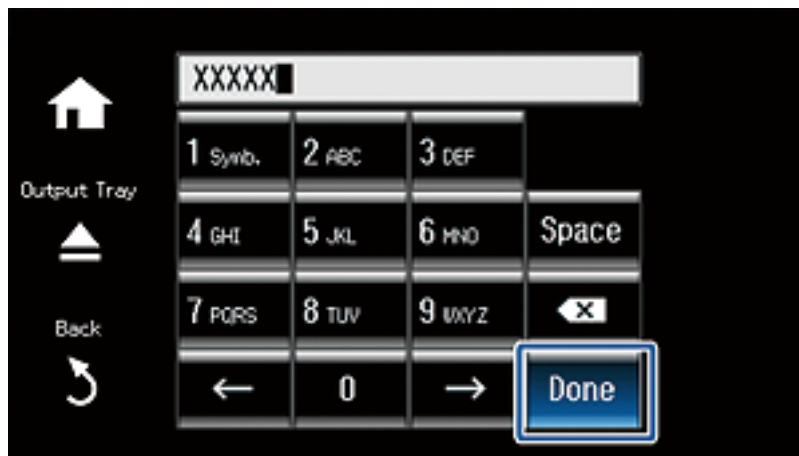 XXXXX
1 Symb. 2 ABC 3 DEF
Output Tray
4 GHI 5 JKL 6 MNO Space
7 PQRS 8 TUV 9 WXYZ
Back
← 0 → Done